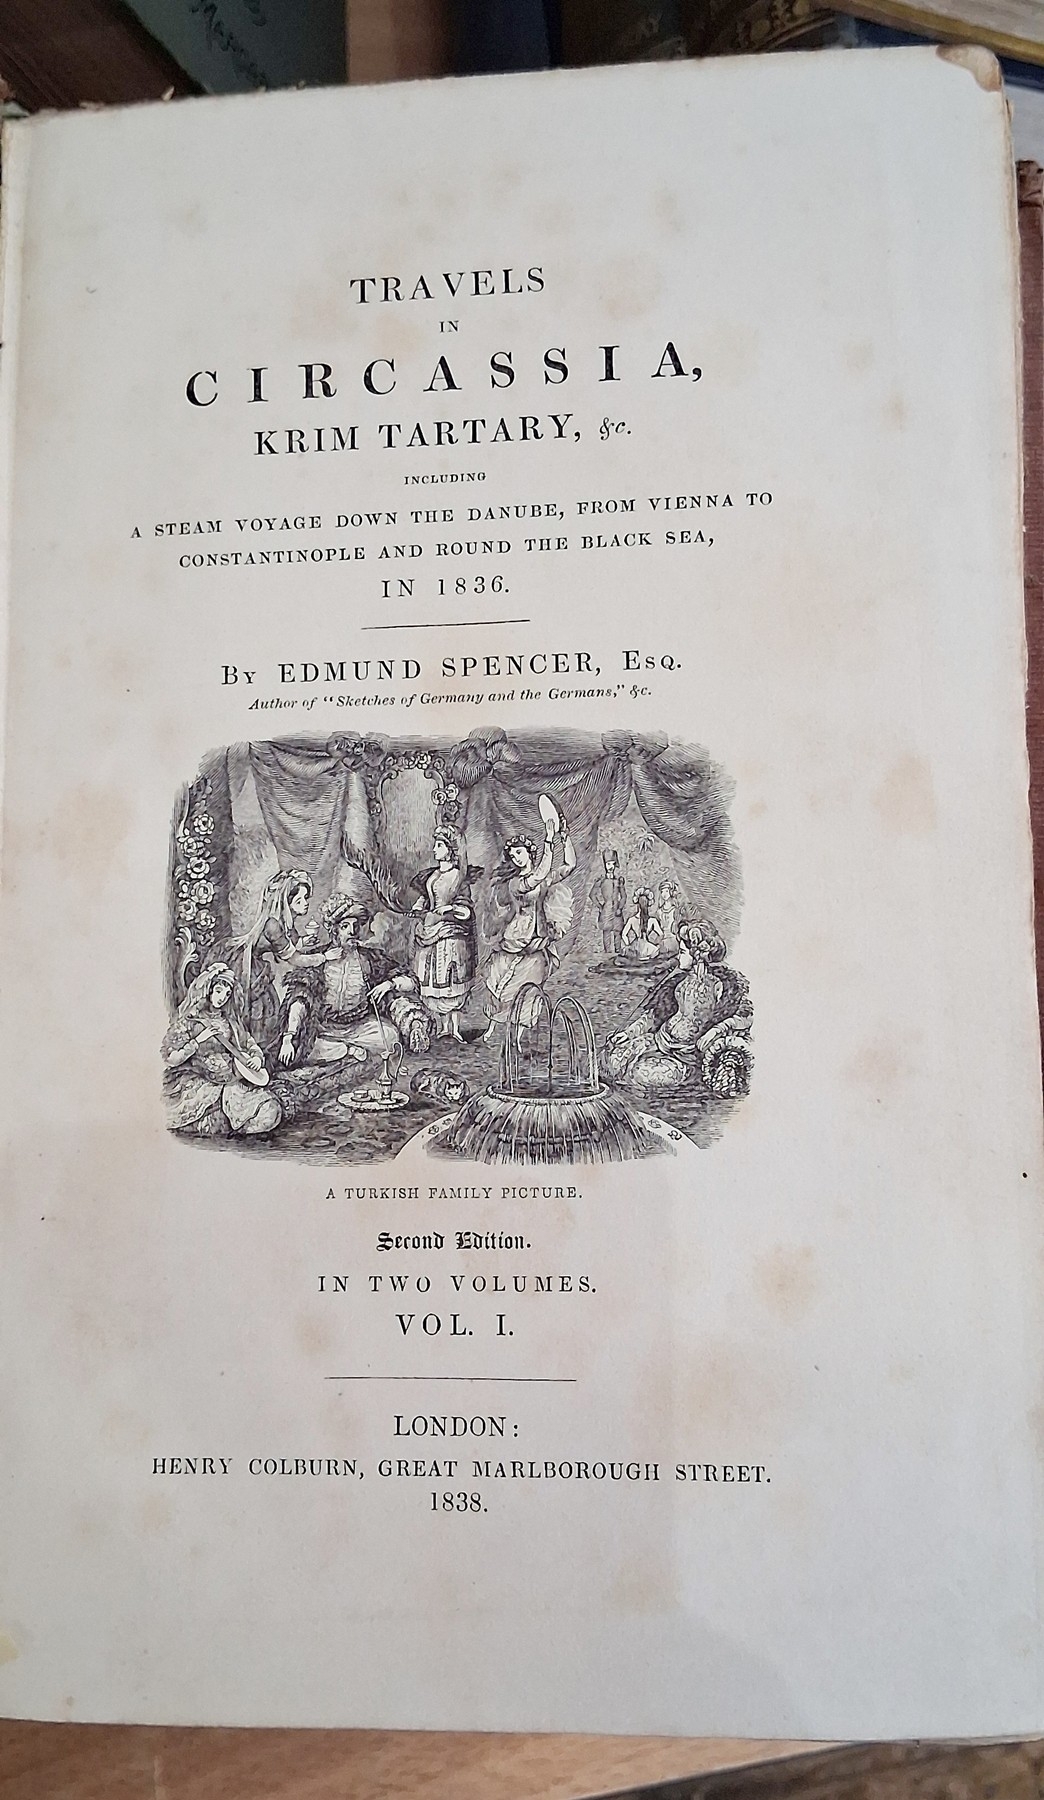 TRAVELS
IN
CIRCASSIA,
KRIM TARTARY, &c.
INCLUDING
A STEAM VOYAGE DOWN THE DANUBE, FROM VIENNA TO
CONSTANTINOPLE AND ROUND THE BLACK SEA,
IN 1836.
BY EDMUND SPENCER, ESQ.
Author of "Sketches of Germany and the Germans," &c.
A TURKISH FAMILY PICTURE.
Second Edition.
IN TWO VOLUMES.
VOL. I.
LONDON:
HENRY COLBURN, GREAT MARLBOROUGH STREET.
1838.